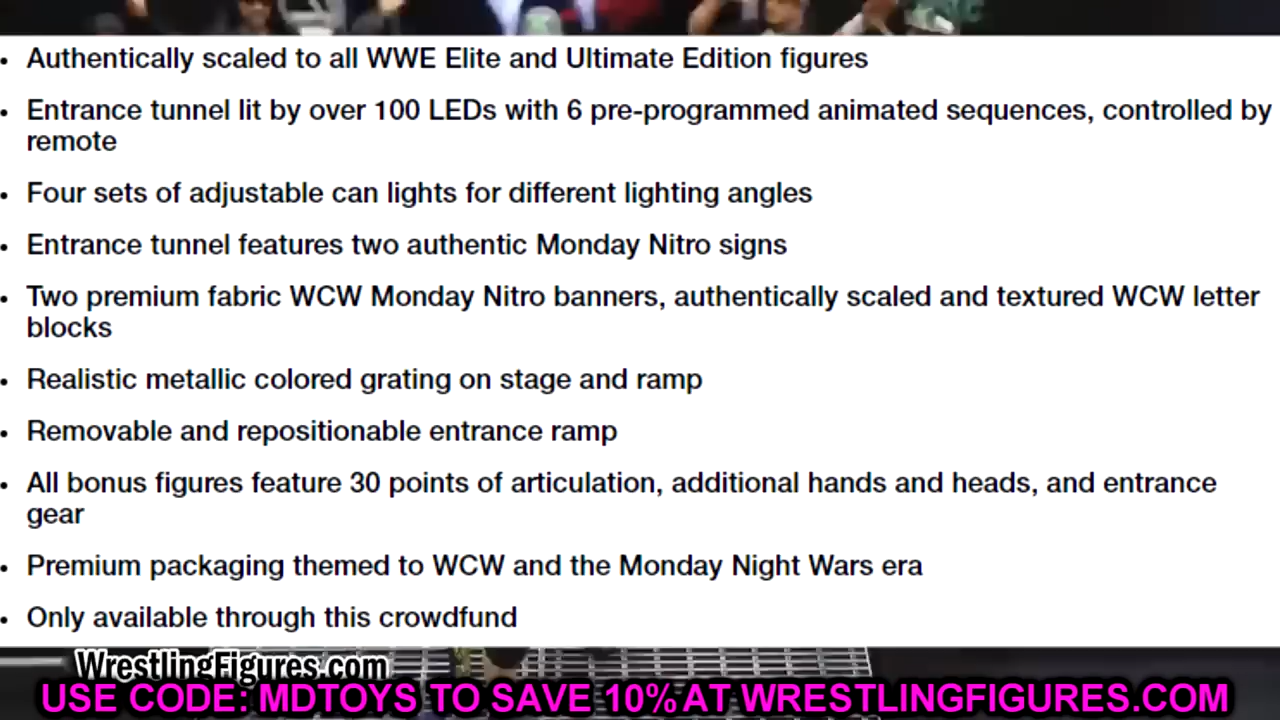 • Authentically scaled to all WWE Elite and Ultimate Edition figures
• Entrance tunnel lit by over 100 LEDs with 6 pre-programmed animated sequences, controlled by
remote
• Four sets of adjustable can lights for different lighting angles
• Entrance tunnel features two authentic Monday Nitro signs
• Two premium fabric WCW Monday Nitro banners, authentically scaled and textured WCW letter
blocks
• Realistic metallic colored grating on stage and ramp
• Removable and repositionable entrance ramp
• All bonus figures feature 30 points of articulation, additional hands and heads, and entrance
gear
• Premium packaging themed to WCW and the Monday Night Wars era
• Only available through this crowdfund
WrestlingFigures.com
USE CODE: MDTOYS TO SAVE 10% AT WRESTLINGFIGURES.COM